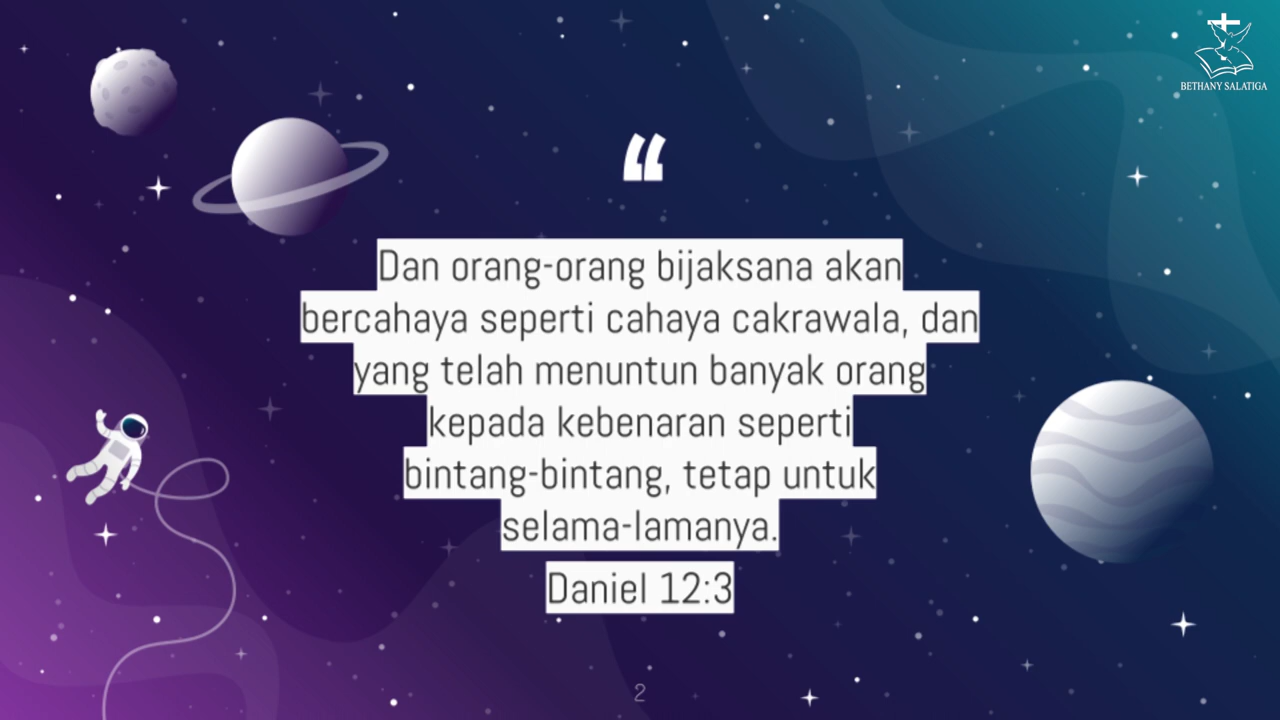 BETHANY SALATIGA
“
Dan orang-orang bijaksana akan
bercahaya seperti cahaya cakrawala, dan
yang telah menuntun banyak orang
kepada kebenaran seperti
bintang-bintang, tetap untuk
selama-lamanya.
Daniel 12:3
2